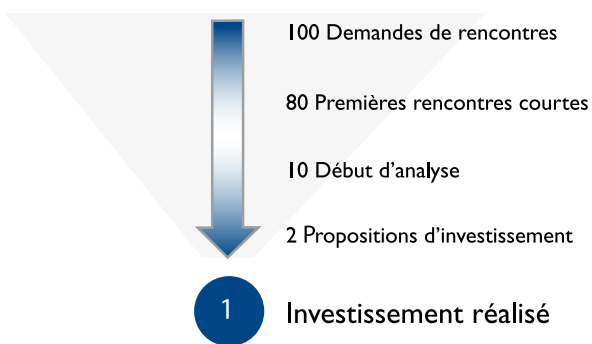 100 Demandes de rencontres
80 Premières rencontres courtes
10 Début d'analyse
2 Propositions d'investissement
1 Investissement réalisé